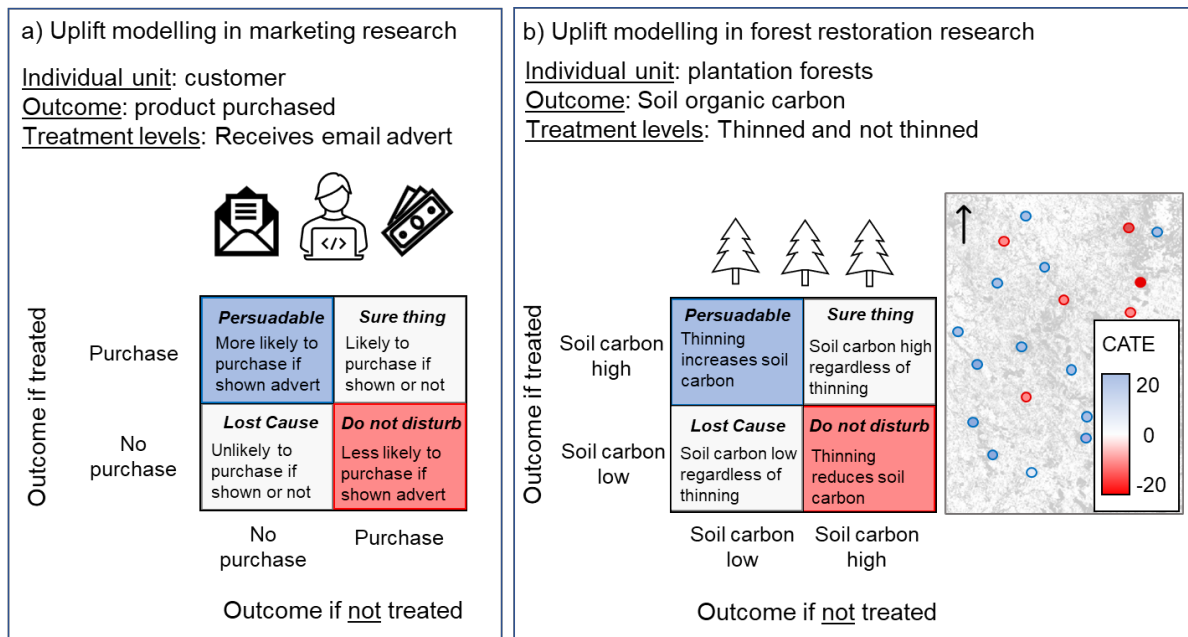 a) Uplift modelling in marketing research
Individual unit: customer
Outcome: product purchased
Treatment levels: Receives email advert
</>
Outcome if treated
Purchase
No
purchase
Persuadable
More likely to
purchase if
shown advert
Sure thing
Likely to
purchase if
shown or not
Lost Cause
Unlikely to
purchase if
shown or not
Do not disturb
Less likely to
purchase if
shown advert
No
purchase
Purchase
Outcome if not treated
b) Uplift modelling in forest restoration research
Individual unit: plantation forests
Outcome: Soil organic carbon
Treatment levels: Thinned and not thinned
Outcome if treated
Soil carbon
high
Soil carbon
low
Persuadable
Thinning
increases soil
carbon
Sure thing
Soil carbon high
regardless of
thinning
Lost Cause
Soil carbon low
regardless of
thinning
Do not disturb
Thinning
reduces soil
carbon
Soil carbon
low
Soil carbon
high
Outcome if not treated
CATE
20
0
-20